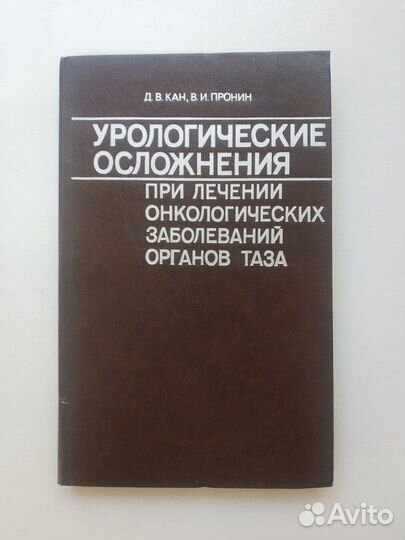 Д. В. КАН, В. И. ПРОНИН
УРОЛОГИЧЕСКИЕ
ОСЛОЖНЕНИЯ
ПРИ ЛЕЧЕНИИ
ОНКОЛОГИЧЕСКИХ
ЗАБОЛЕВАНИЙ
ОРГАНОВ ТАЗА
Avito